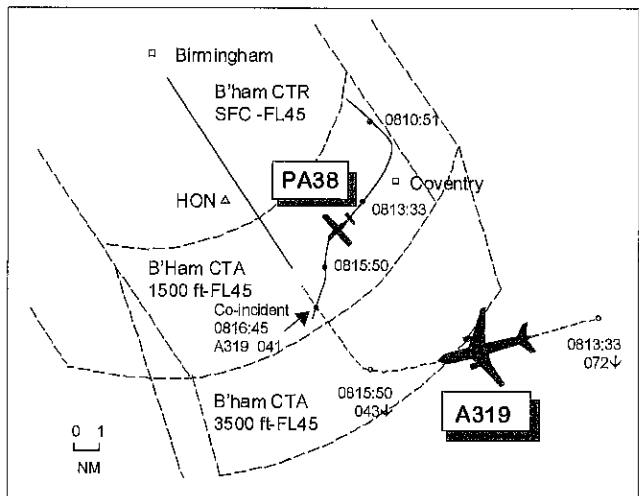 Birmingham
B'ham CTR
SFC -FL45
0810:51
PA38
Coventry
HON
0813:33
B'Ham CTA
1500 ft-FL45
0815:50
Co-incident
0816:45
A319 041
0813:33
072↓
0815:50
043↓
B'ham CTA
3500 ft-FL45
A319
0 1
NM